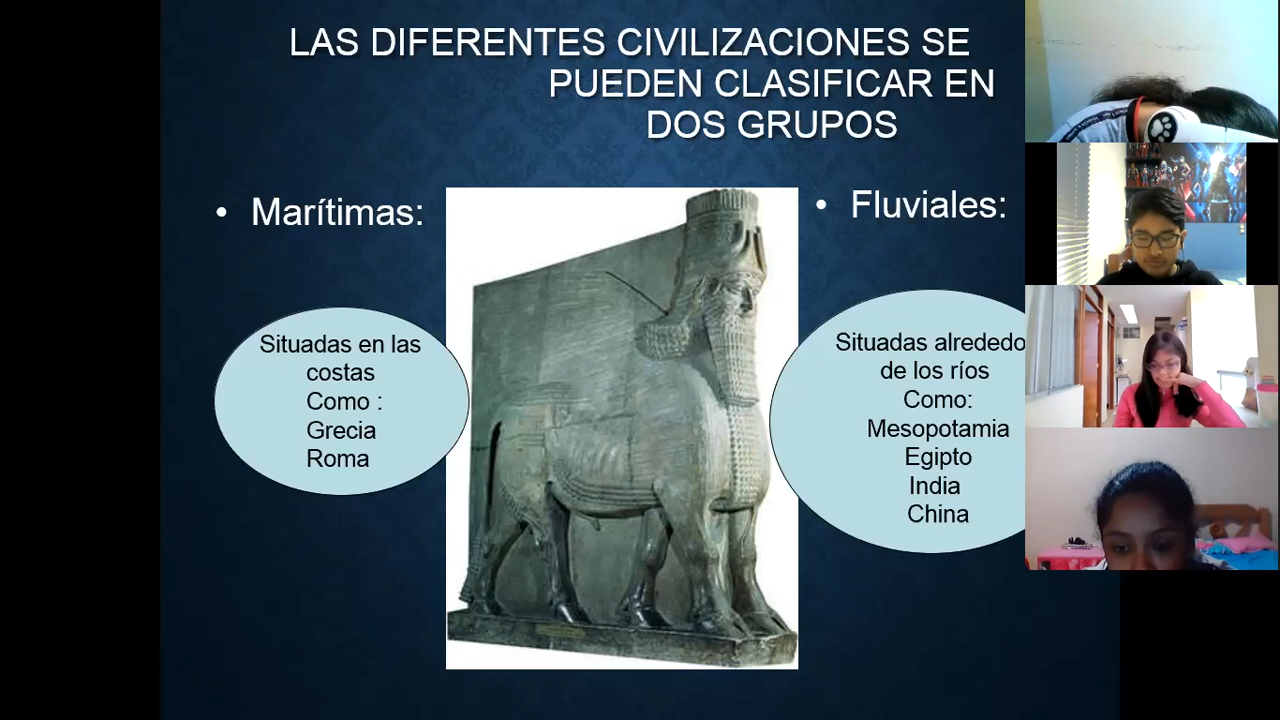 LAS DIFERENTES CIVILIZACIONES SE
PUEDEN CLASIFICAR EN
DOS GRUPOS
• Marítimas:
Situadas en las
costas
Como :
Grecia
Roma
• Fluviales:
Situadas alrededo
de los ríos
Como:
Mesopotamia
Egipto
India
China